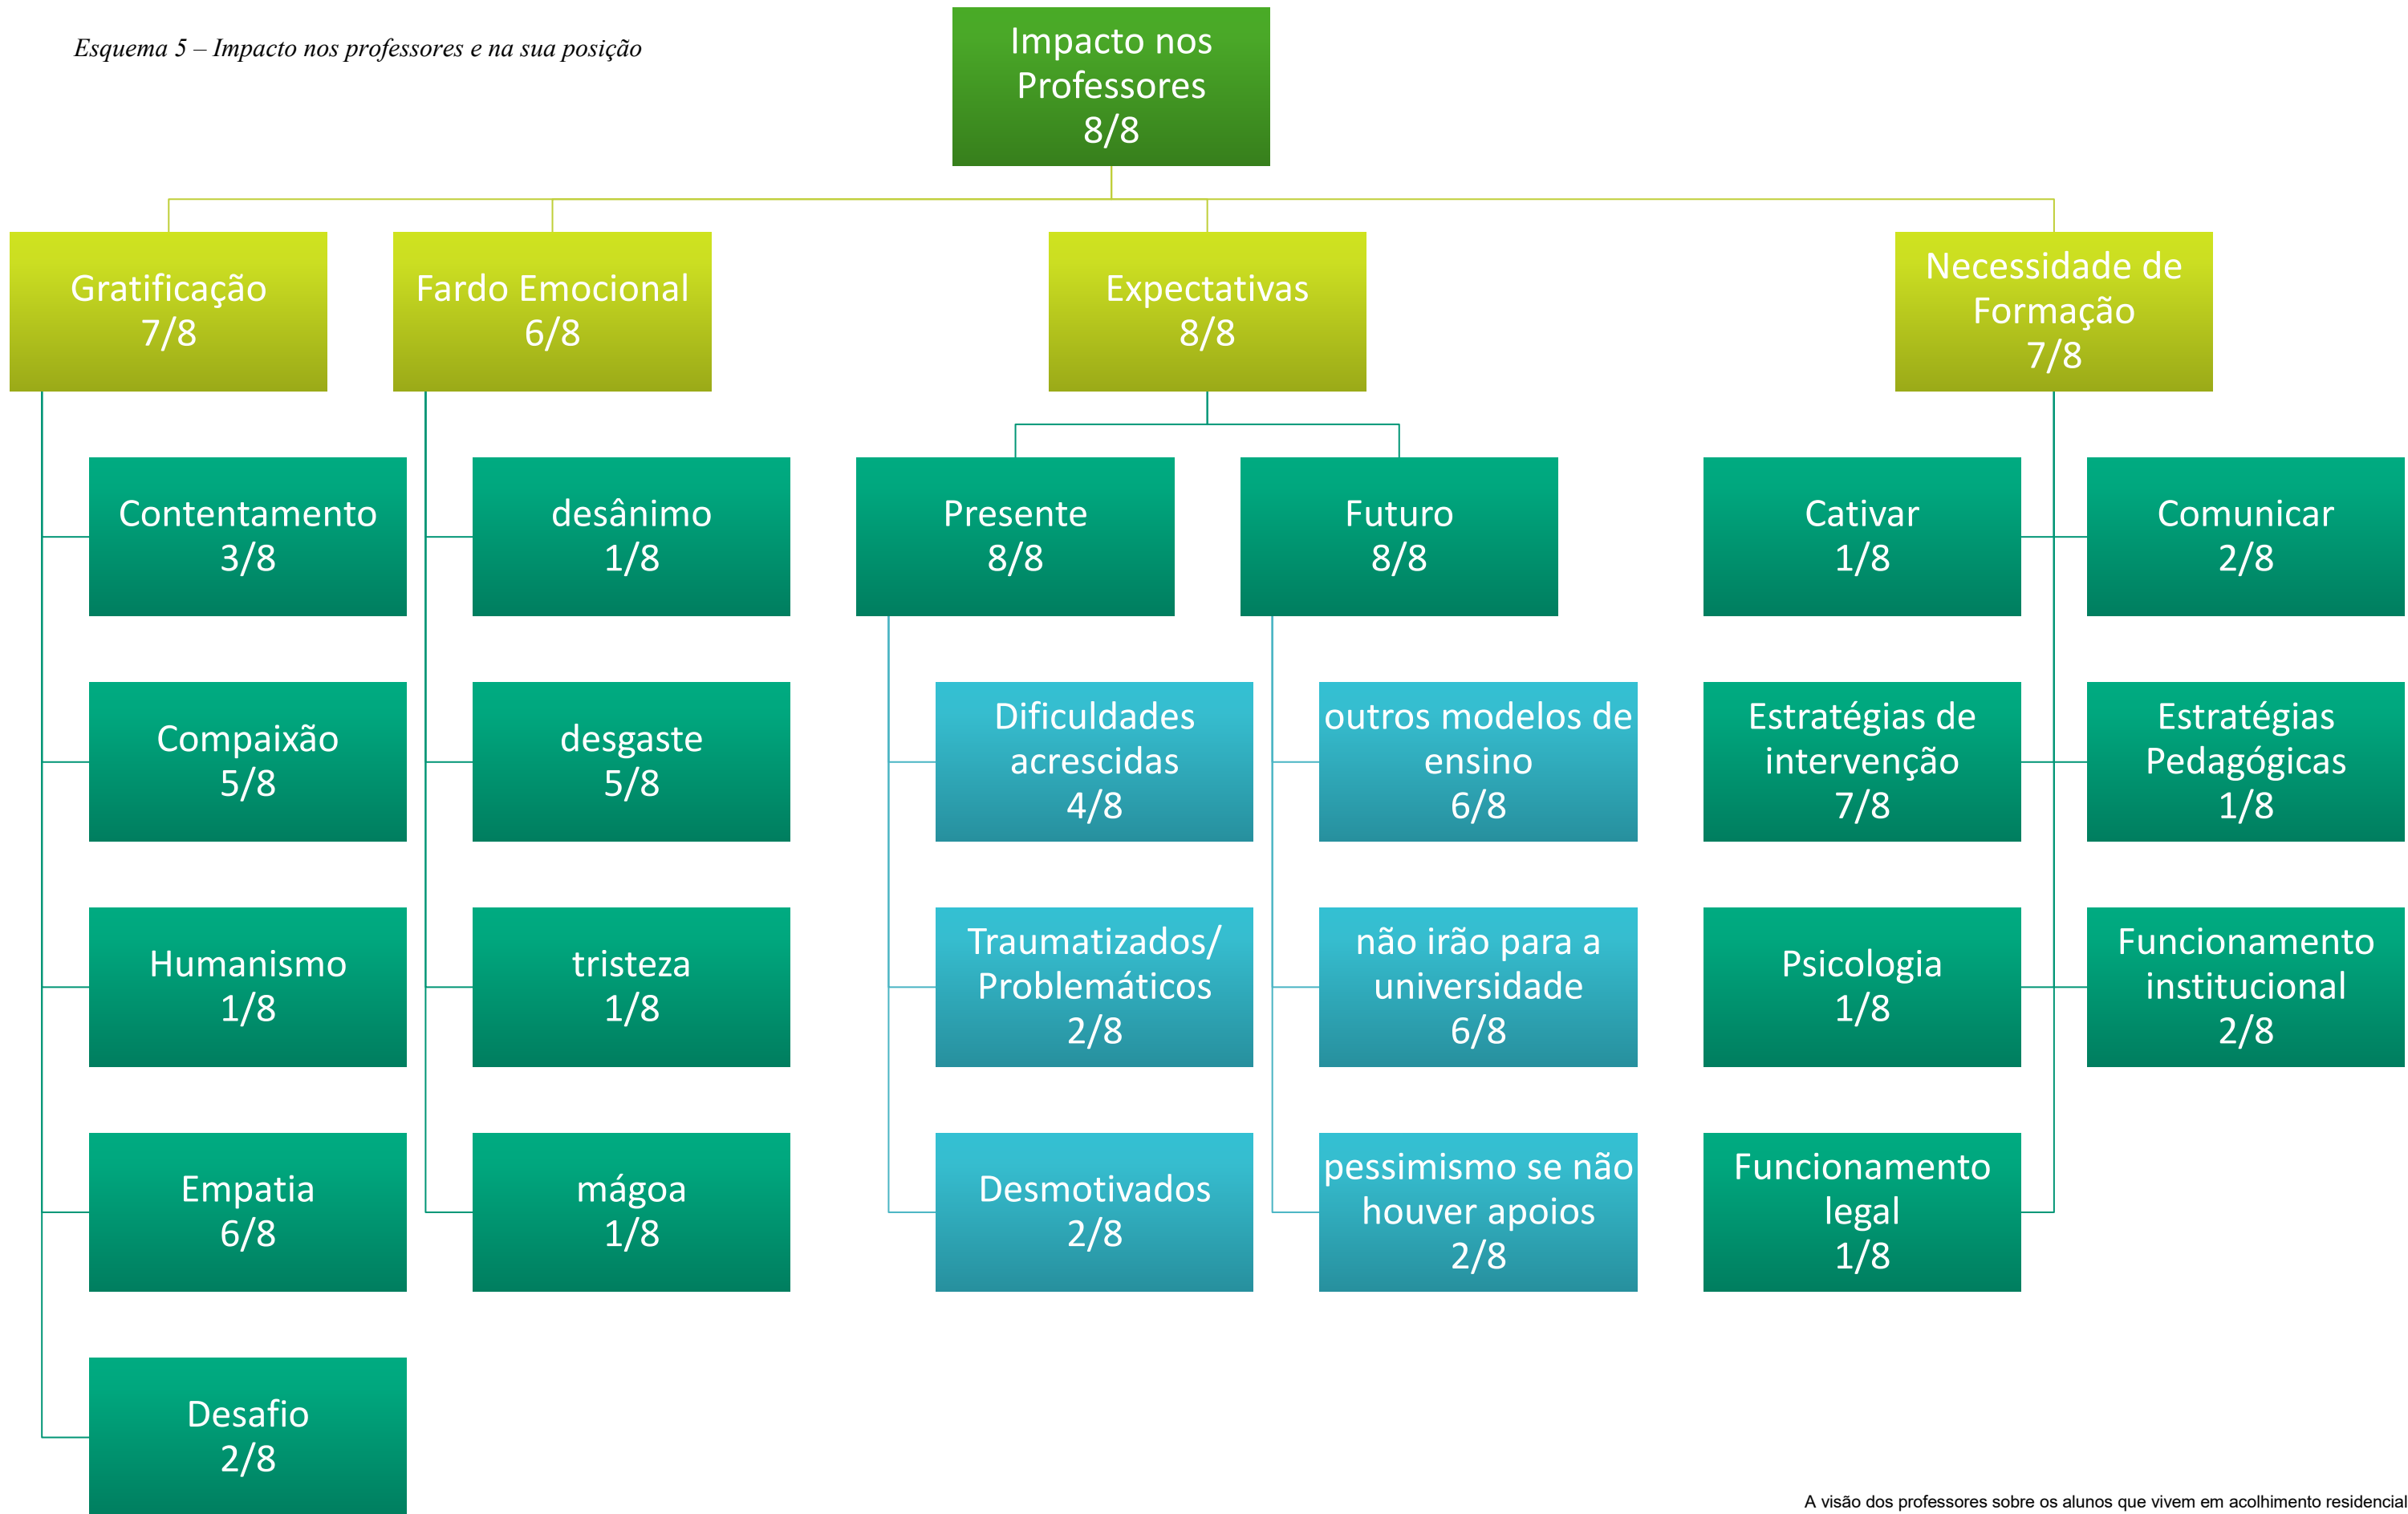 Esquema 5 – Impacto nos professores e na sua posição
Impacto nos
Professores
8/8
Gratificação
7/8
Fardo Emocional
6/8
Expectativas
8/8
Necessidade de
Formação
7/8
Contentamento
3/8
Compaixão
5/8
Humanismo
1/8
Empatia
6/8
Desafio
2/8
desânimo
1/8
desgaste
5/8
tristeza
1/8
mágoa
1/8
Presente
8/8
Dificuldades
acrescidas
4/8
Traumatizados/
Problemáticos
2/8
Desmotivados
2/8
Futuro
8/8
outros modelos de
ensino
6/8
não irão para a
universidade
6/8
pessimismo se não
houver apoios
2/8
Cativar
1/8
Comunicar
2/8
Estratégias de
intervenção
7/8
Estratégias
Pedagógicas
1/8
Psicologia
1/8
Funcionamento
institucional
2/8
Funcionamento
legal
1/8
A visão dos professores sobre os alunos que vivem em acolhimento residencial